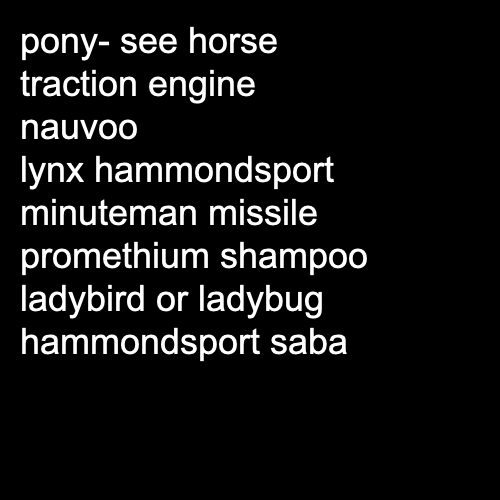 pony- see horse
traction engine
nauvoo
lynx hammondsport
minuteman missile
promethium shampoo
ladybird or ladybug
hammondsport saba